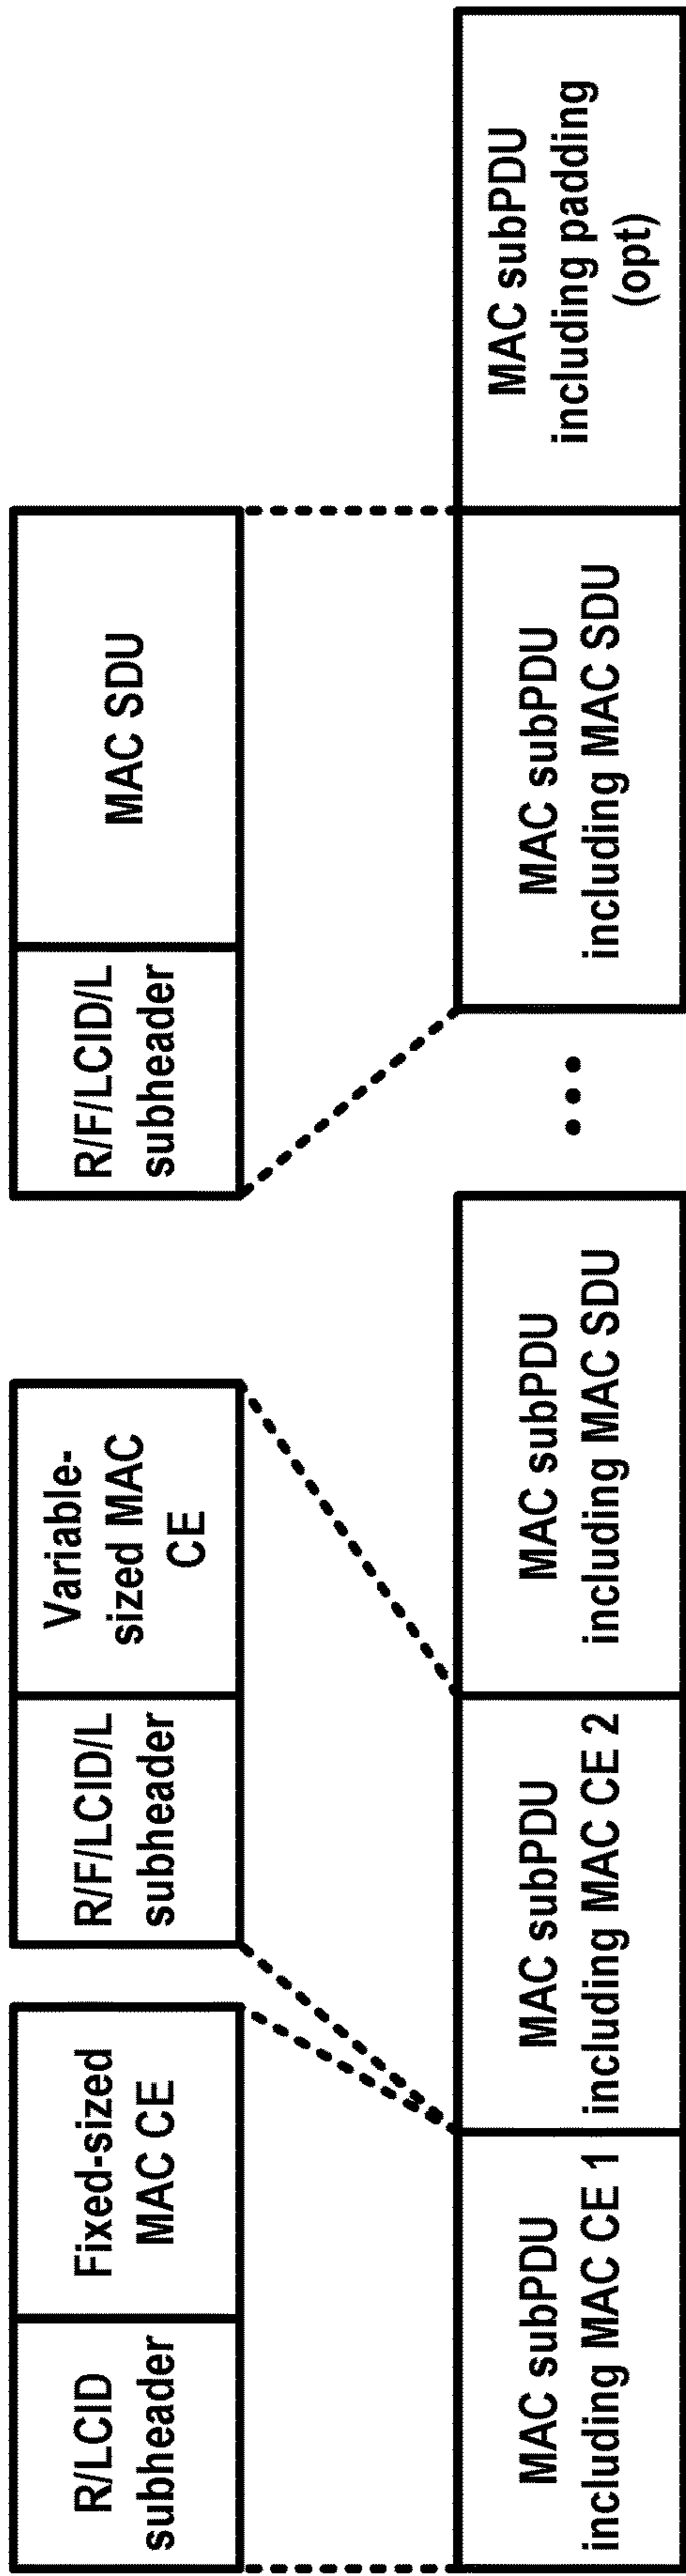 R/LCID
subheader
Fixed-sized
MAC CE
R/F/LCID/L
subheader
Variable-
sized MAC
CE
R/F/LCID/L
subheader
MAC SDU
MAC subPDU
including MAC CE 1
MAC subPDU
including MAC CE 2
MAC subPDU
including MAC SDU
•••
MAC subPDU
including MAC SDU
MAC subPDU
including padding
(opt)